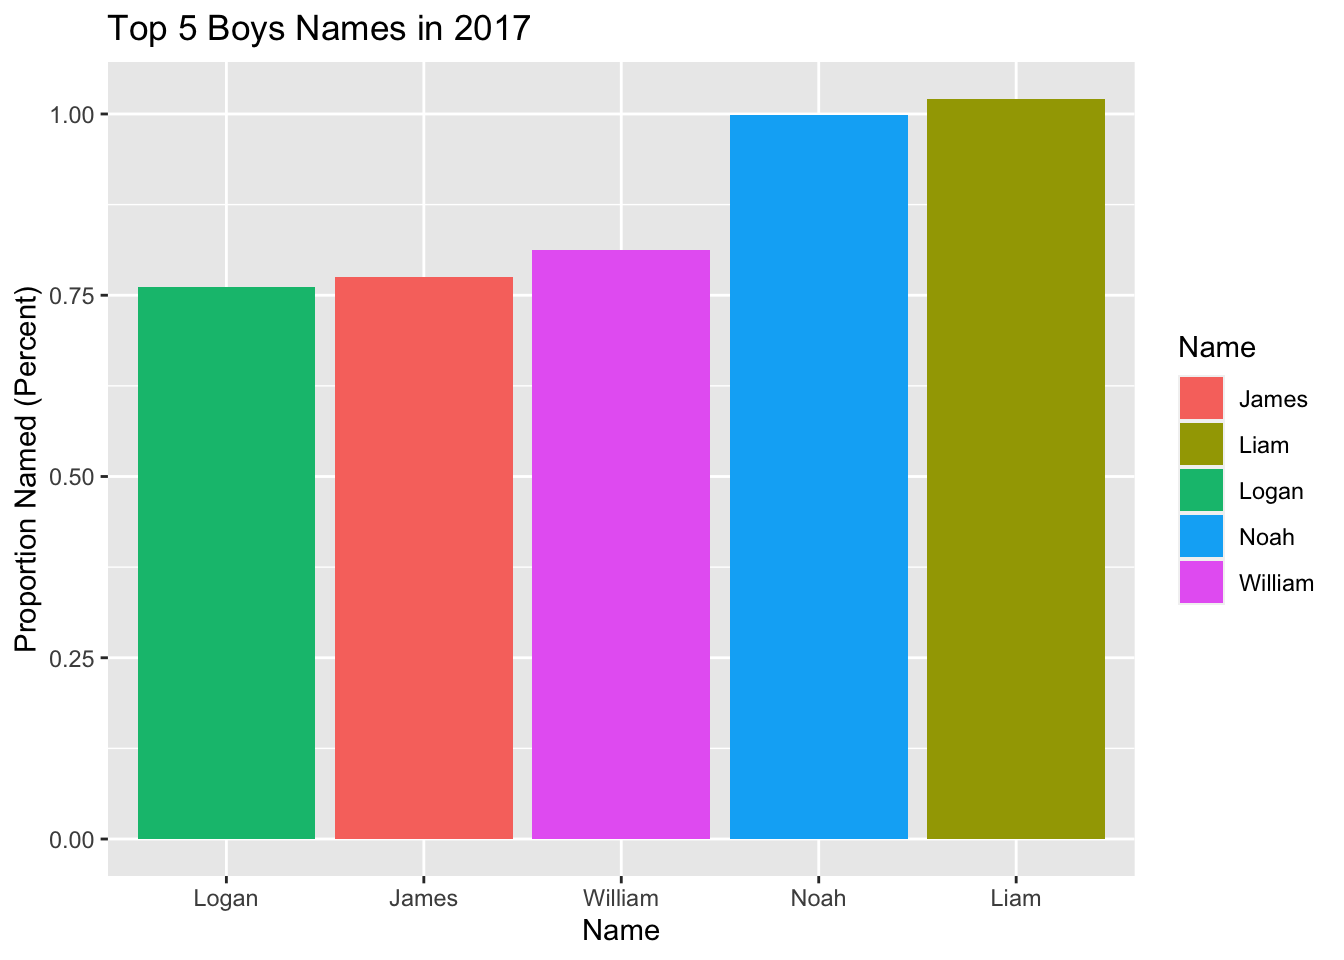 Top 5 Boys Names in 2017
Proportion Named (Percent)
1.00
0.75
0.50
0.25
0.00
Logan James William Noah Liam
Name
Name
James
Liam
Logan
Noah
William